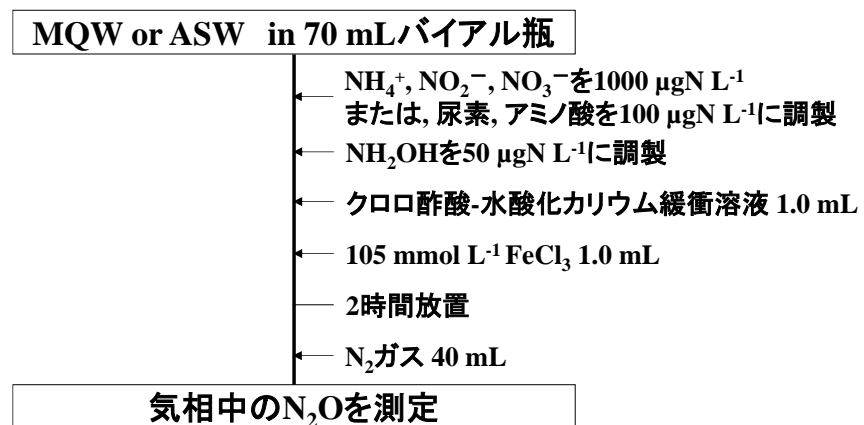 MQW or ASW in 70 mLバイアル瓶
NH₄⁺, NO₂⁻, NO₃⁻を1000 μgN L⁻¹
または, 尿素, アミノ酸を100 μgN L⁻¹に調製
NH₂OHを50 μgN L⁻¹に調製
クロロ酢酸-水酸化カリウム緩衝溶液 1.0 mL
105 mmol L⁻¹ FeCl₃ 1.0 mL
2時間放置
N₂ガス 40 mL
気相中のN₂Oを測定